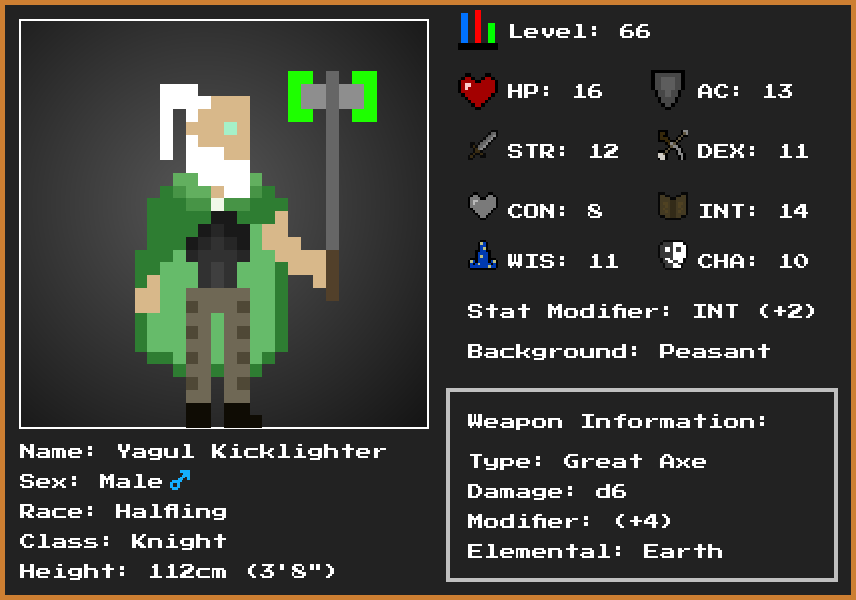 Level: 66
HP: 16
AC: 13
STR: 12
DEX: 11
CON: 8
INT: 14
WIS: 11
CHA: 10
Stat Modifier: INT (+2)
Background: Peasant
Weapon Information:
Type: Great Axe
Damage: d6
Modifier: (+4)
Elemental: Earth
Name: Yagul Kicklighter
Sex: Male ♂
Race: Halfling
Class: Knight
Height: 112cm (3'8")